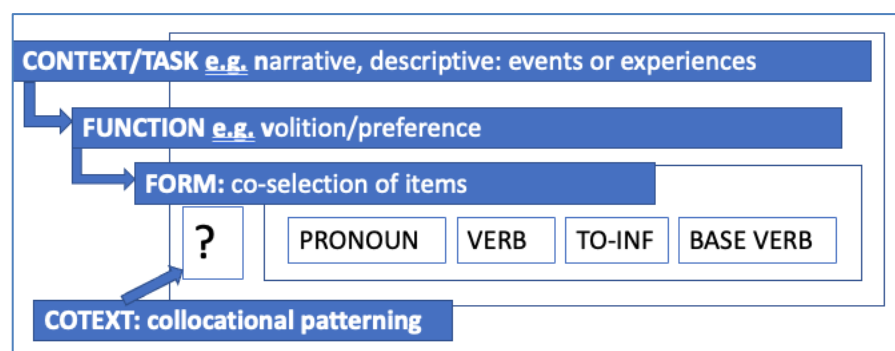 CONTEXT/TASK e.g. narrative, descriptive: events or experiences
FUNCTION e.g. volition/preference
FORM: co-selection of items
? PRONOUN VERB TO-INF BASE VERB
COTEXT: collocational patterning